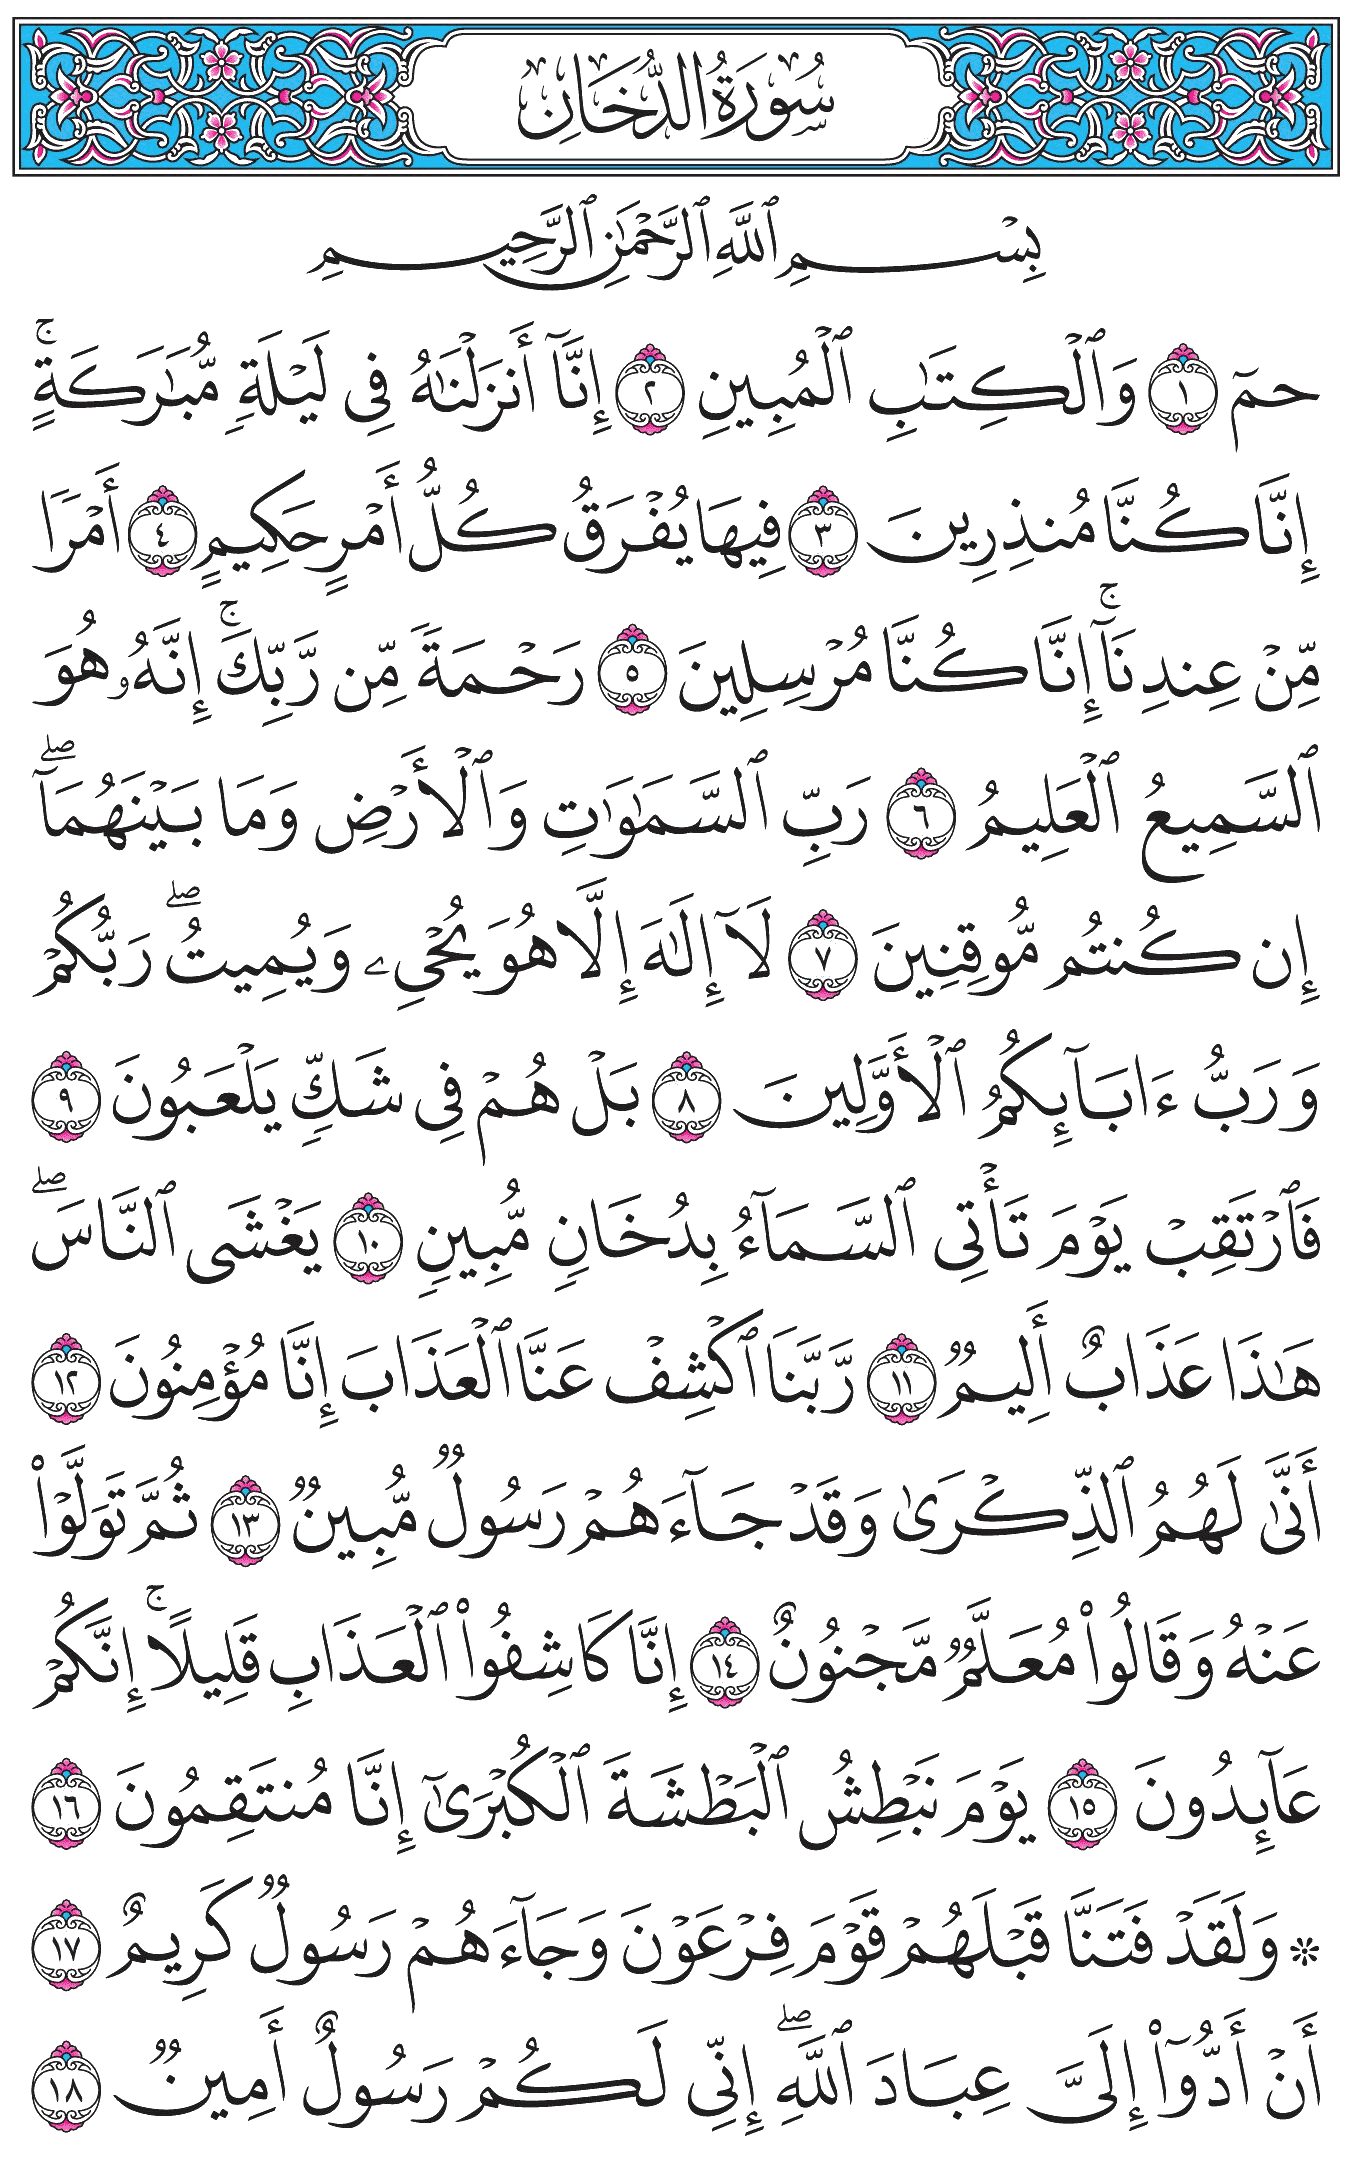 سُورَةُ الدُّخَانِ
بِسْمِ ٱللَّهِ ٱلرَّحْمَٰنِ ٱلرَّحِيمِ
حمٓ ١ وَٱلْكِتَٰبِ ٱلْمُبِينِ ٢ إِنَّآ أَنزَلْنَٰهُ فِى لَيْلَةٍ مُّبَٰرَكَةٍۚ
إِنَّا كُنَّا مُنذِرِينَ ٣ فِيهَا يُفْرَقُ كُلُّ أَمْرٍ حَكِيمٍ ٤ أَمْرًا
مِّنْ عِندِنَآۚ إِنَّا كُنَّا مُرْسِلِينَ ٥ رَحْمَةً مِّن رَّبِّكَۚ إِنَّهُۥ هُوَ
ٱلسَّمِيعُ ٱلْعَلِيمُ ٦ رَبِّ ٱلسَّمَٰوَٰتِ وَٱلْأَرْضِ وَمَا بَيْنَهُمَآۖ
إِن كُنتُم مُّوقِنِينَ ٧ لَآ إِلَٰهَ إِلَّا هُوَ يُحْىِۦ وَيُمِيتُۖ رَبُّكُمْ
وَرَبُّ ءَابَآئِكُمُ ٱلْأَوَّلِينَ ٨ بَلْ هُمْ فِى شَكٍّ يَلْعَبُونَ ٩
فَٱرْتَقِبْ يَوْمَ تَأْتِى ٱلسَّمَآءُ بِدُخَانٍ مُّبِينٍ ١٠ يَغْشَى ٱلنَّاسَۖ
هَٰذَا عَذَابٌ أَلِيمٌ ١١ رَّبَّنَا ٱكْشِفْ عَنَّا ٱلْعَذَابَ إِنَّا مُؤْمِنُونَ ١٢
أَنَّىٰ لَهُمُ ٱلذِّكْرَىٰ وَقَدْ جَآءَهُمْ رَسُولٌ مُّبِينٌ ١٣ ثُمَّ تَوَلَّوْا۟
عَنْهُ وَقَالُوا۟ مُعَلَّمٌ مَّجْنُونٌ ١٤ إِنَّا كَاشِفُوا۟ ٱلْعَذَابِ قَلِيلًاۚ إِنَّكُمْ
عَآئِدُونَ ١٥ يَوْمَ نَبْطِشُ ٱلْبَطْشَةَ ٱلْكُبْرَىٰٓ إِنَّا مُنتَقِمُونَ ١٦
۞ وَلَقَدْ فَتَنَّا قَبْلَهُمْ قَوْمَ فِرْعَوْنَ وَجَآءَهُمْ رَسُولٌ كَرِيمٌ ١٧
أَنْ أَدُّوٓا۟ إِلَىَّ عِبَادَ ٱللَّهِۖ إِنِّى لَكُمْ رَسُولٌ أَمِينٌ ١٨